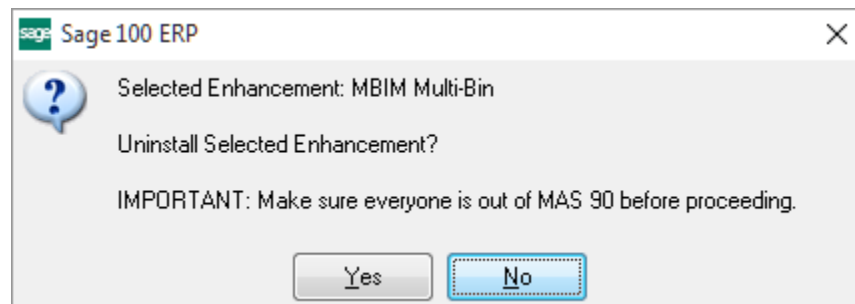 sage Sage 100 ERP
Selected Enhancement: MBIM Multi-Bin
Uninstall Selected Enhancement?
IMPORTANT: Make sure everyone is out of MAS 90 before proceeding.
Yes No